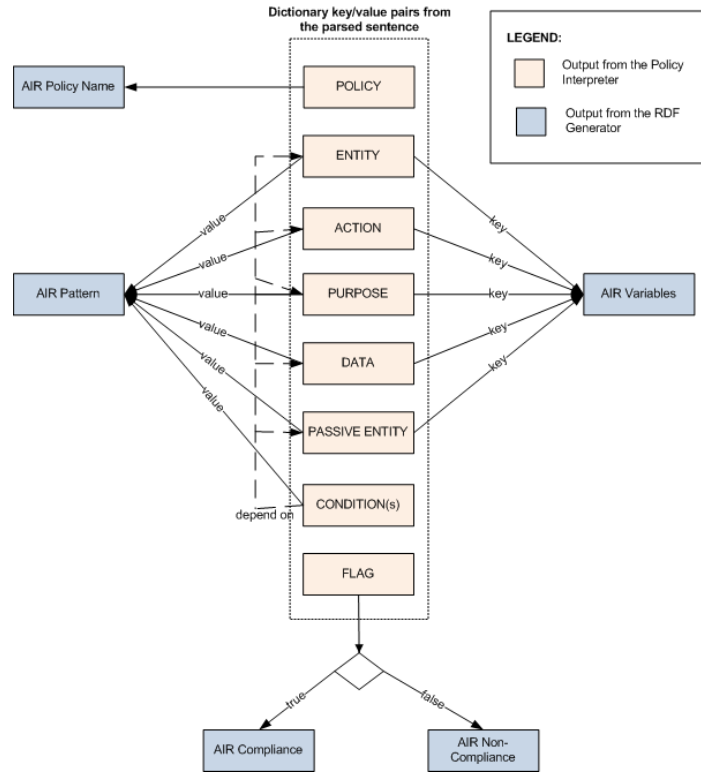 Dictionary key/value pairs from
the parsed sentence
LEGEND:
Output from the Policy
Interpreter
Output from the RDF
Generator
AIR Policy Name
POLICY
ENTITY
ACTION
PURPOSE
DATA
PASSIVE ENTITY
CONDITION(s)
FLAG
value
value
value
value
value
value
key
key
key
key
key
AIR Pattern
AIR Variables
depend on
true
false
AIR Compliance
AIR Non-
Compliance